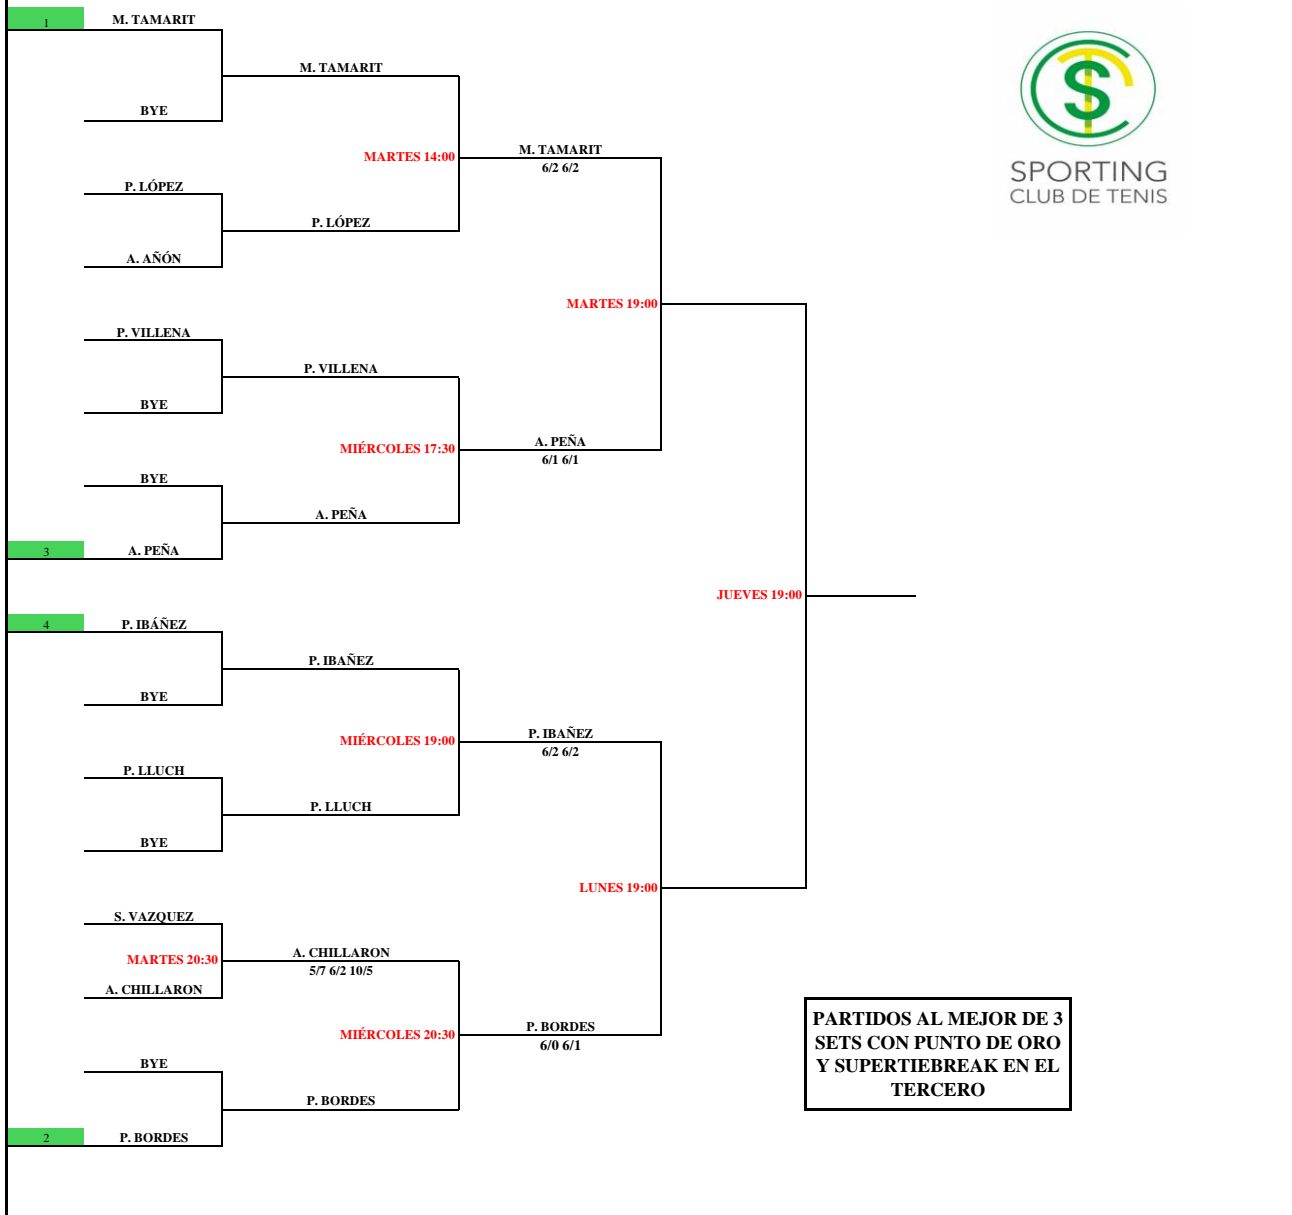 1 M. TAMARIT
M. TAMARIT
BYE
MARTES 14:00
M. TAMARIT
6/2 6/2
P. LÓPEZ
P. LÓPEZ
A. AÑÓN
MARTES 19:00
P. VILLENA
P. VILLENA
BYE
MIÉRCOLES 17:30
A. PEÑA
6/1 6/1
BYE
A. PEÑA
3 A. PEÑA
JUEVES 19:00
4 P. IBÁÑEZ
P. IBAÑEZ
BYE
MIÉRCOLES 19:00
P. IBAÑEZ
6/2 6/2
P. LLUCH
P. LLUCH
BYE
LUNES 19:00
S. VAZQUEZ
MARTES 20:30
A. CHILLARON
5/7 6/2 10/5
A. CHILLARON
MIÉRCOLES 20:30
P. BORDES
6/0 6/1
BYE
P. BORDES
2 P. BORDES
SPORTING
CLUB DE TENIS
PARTIDOS AL MEJOR DE 3
SETS CON PUNTO DE ORO
Y SUPERTIEBREAK EN EL
TERCERO